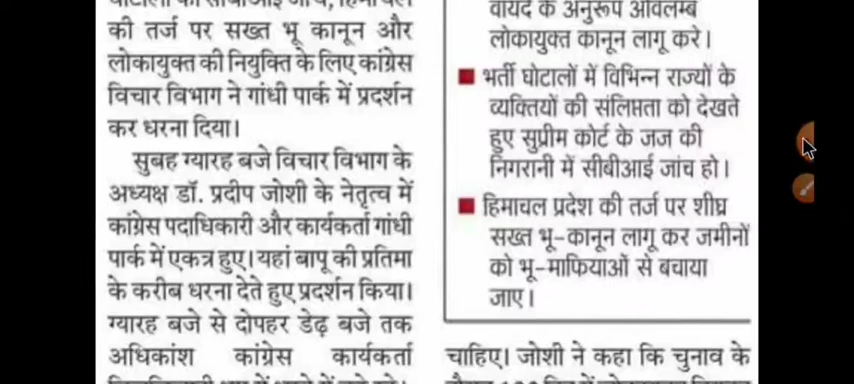 की तर्ज पर सख्त भू कानून और
लोकायुक्त की नियुक्ति के लिए कांग्रेस
विचार विभाग ने गांधी पार्क में प्रदर्शन
कर धरना दिया।
सुबह ग्यारह बजे विचार विभाग के
अध्यक्ष डॉ. प्रदीप जोशी के नेतृत्व में
कांग्रेस पदाधिकारी और कार्यकर्ता गांधी
पार्क में एकत्र हुए। यहां बापू की प्रतिमा
के करीब धरना देते हुए प्रदर्शन किया।
ग्यारह बजे से दोपहर डेढ़ बजे तक
अधिकांश कांग्रेस कार्यकर्ता
वायदे के अनुरूप अविलम्ब
लोकायुक्त कानून लागू करे।
भर्ती घोटालों में विभिन्न राज्यों के
व्यक्तियों की संलिप्तता को देखते
हुए सुप्रीम कोर्ट के जज की
निगरानी में सीबीआई जांच हो।
हिमाचल प्रदेश की तर्ज पर शीघ्र
सख्त भू-कानून लागू कर जमीनों
को भू-माफियाओं से बचाया
जाए।
चाहिए। जोशी ने कहा कि चुनाव के